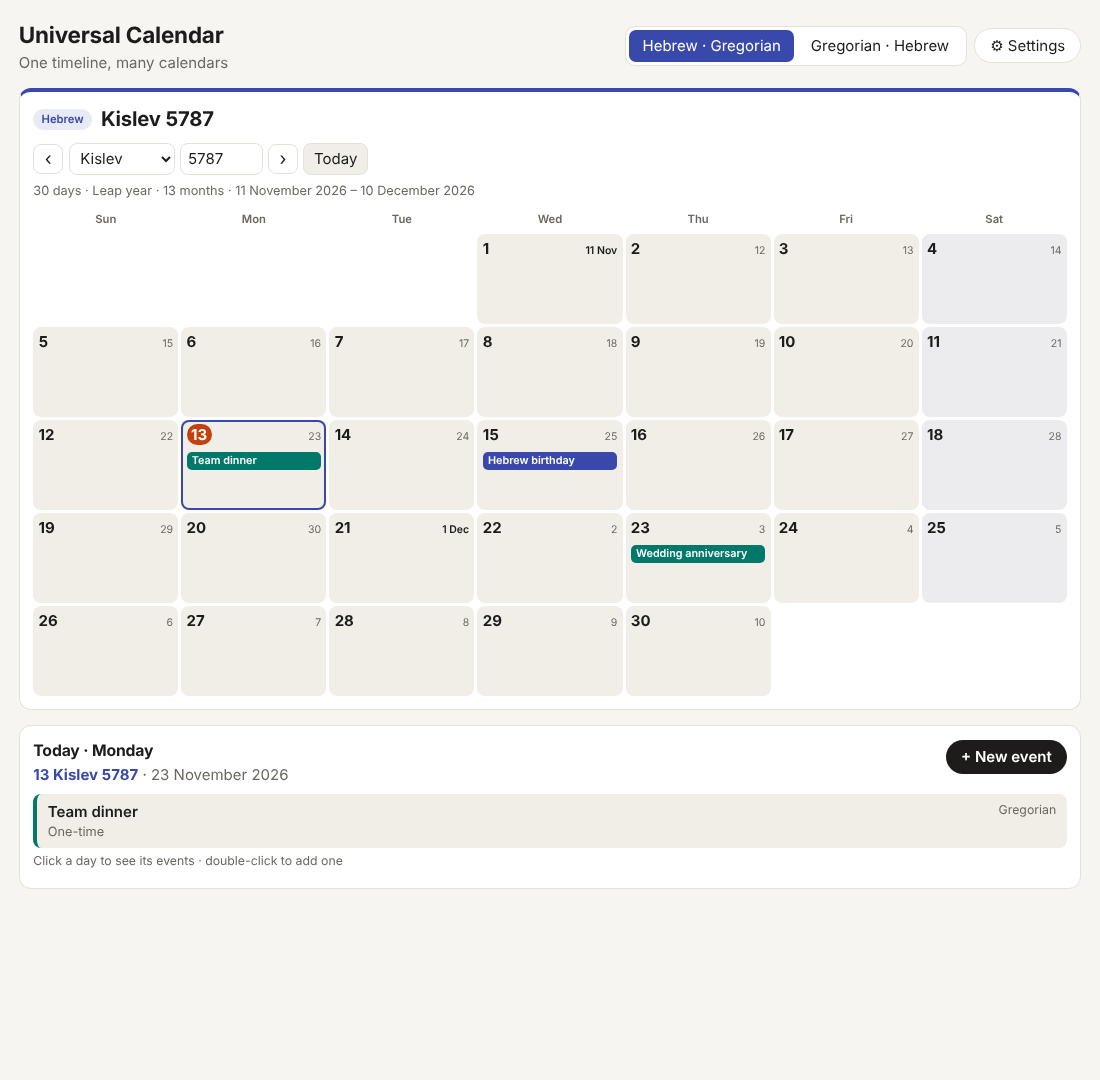 Universal Calendar
One timeline, many calendars
Hebrew · Gregorian
Gregorian · Hebrew
⚙ Settings
Hebrew
Kislev 5787
‹
Kislev
5787
›
Today
30 days · Leap year · 13 months · 11 November 2026 – 10 December 2026
Sun Mon Tue Wed Thu Fri Sat
1 11 Nov 2 12 3 13 4 14
5 15 6 16 7 17 8 18 9 19 10 20 11 21
12 22 13 23 14 24 15 25 16 26 17 27 18 28
Team dinner Hebrew birthday
19 29 20 30 21 1 Dec 22 2 23 3 24 4 25 5
Wedding anniversary
26 6 27 7 28 8 29 9 30 10
Today · Monday
13 Kislev 5787 · 23 November 2026
+ New event
Team dinner
Gregorian
One-time
Click a day to see its events · double-click to add one